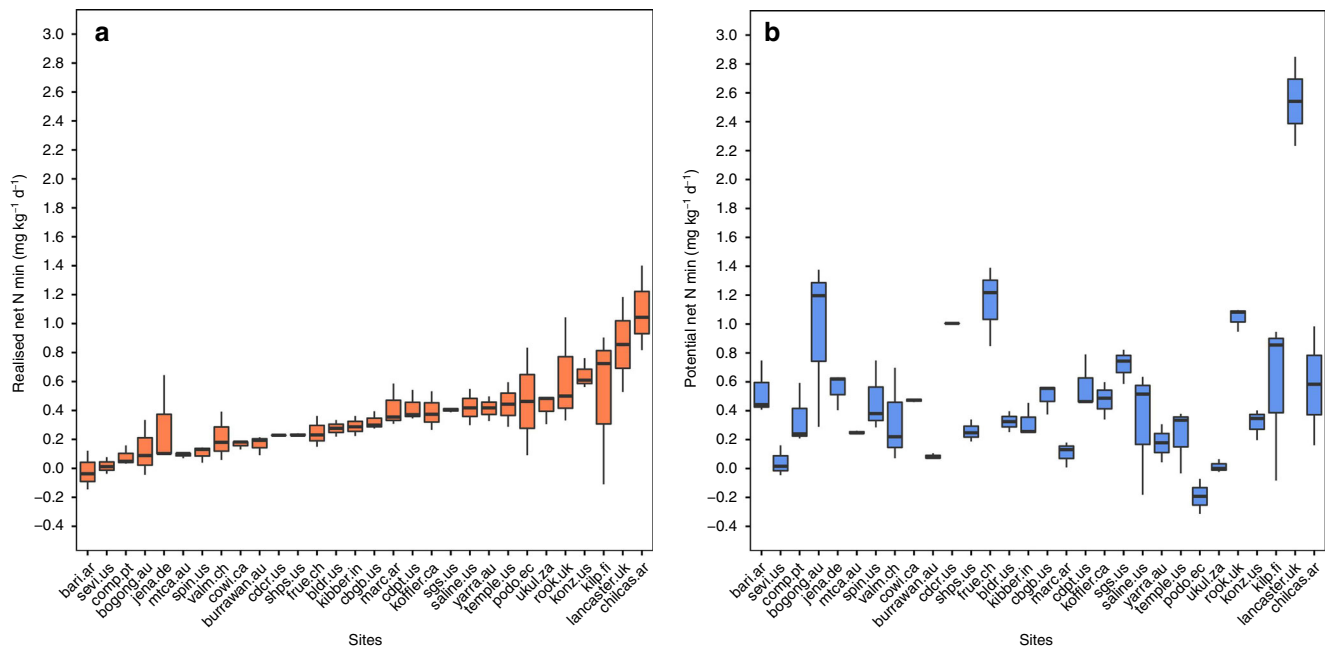 a
Realised net N min (mg kg⁻¹ d⁻¹)
3.0
2.8
2.6
2.4
2.2
2.0
1.8
1.6
1.4
1.2
1.0
0.8
0.6
0.4
0.2
0.0
−0.2
−0.4
bari.ar
sevi.us
comp.pt
bogong.au
jena.de
mtca.au
spin.us
valm.ch
cowi.ca
burrawan.au
cdcr.us
shps.us
frue.ch
bldr.us
kibber.in
cbgb.us
marc.ar
cdpt.us
koffler.ca
sgs.us
saline.us
yarra.au
temple.us
podo.ec
ukul.za
rook.uk
konz.us
kilp.fi
lancaster.uk
chilcas.ar
Sites
b
Potential net N min (mg kg⁻¹ d⁻¹)
3.0
2.8
2.6
2.4
2.2
2.0
1.8
1.6
1.4
1.2
1.0
0.8
0.6
0.4
0.2
0.0
−0.2
−0.4
bari.ar
sevi.us
comp.pt
bogong.au
jena.de
mtca.au
spin.us
valm.ch
cowi.ca
burrawan.au
cdcr.us
shps.us
frue.ch
bldr.us
kibber.in
cbgb.us
marc.ar
cdpt.us
koffler.ca
sgs.us
saline.us
yarra.au
temple.us
podo.ec
ukul.za
rook.uk
konz.us
kilp.fi
lancaster.uk
chilcas.ar
Sites